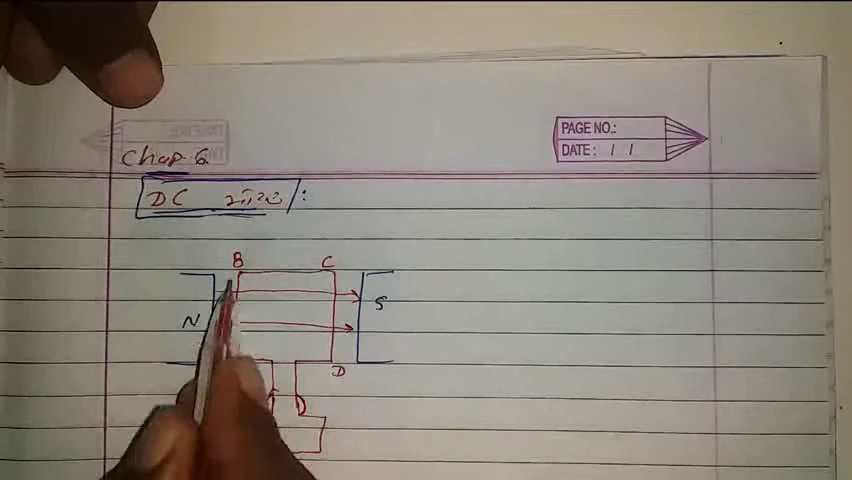 PAGE NO.:
DATE: / /
Chap-6
DC
B C
N S
D